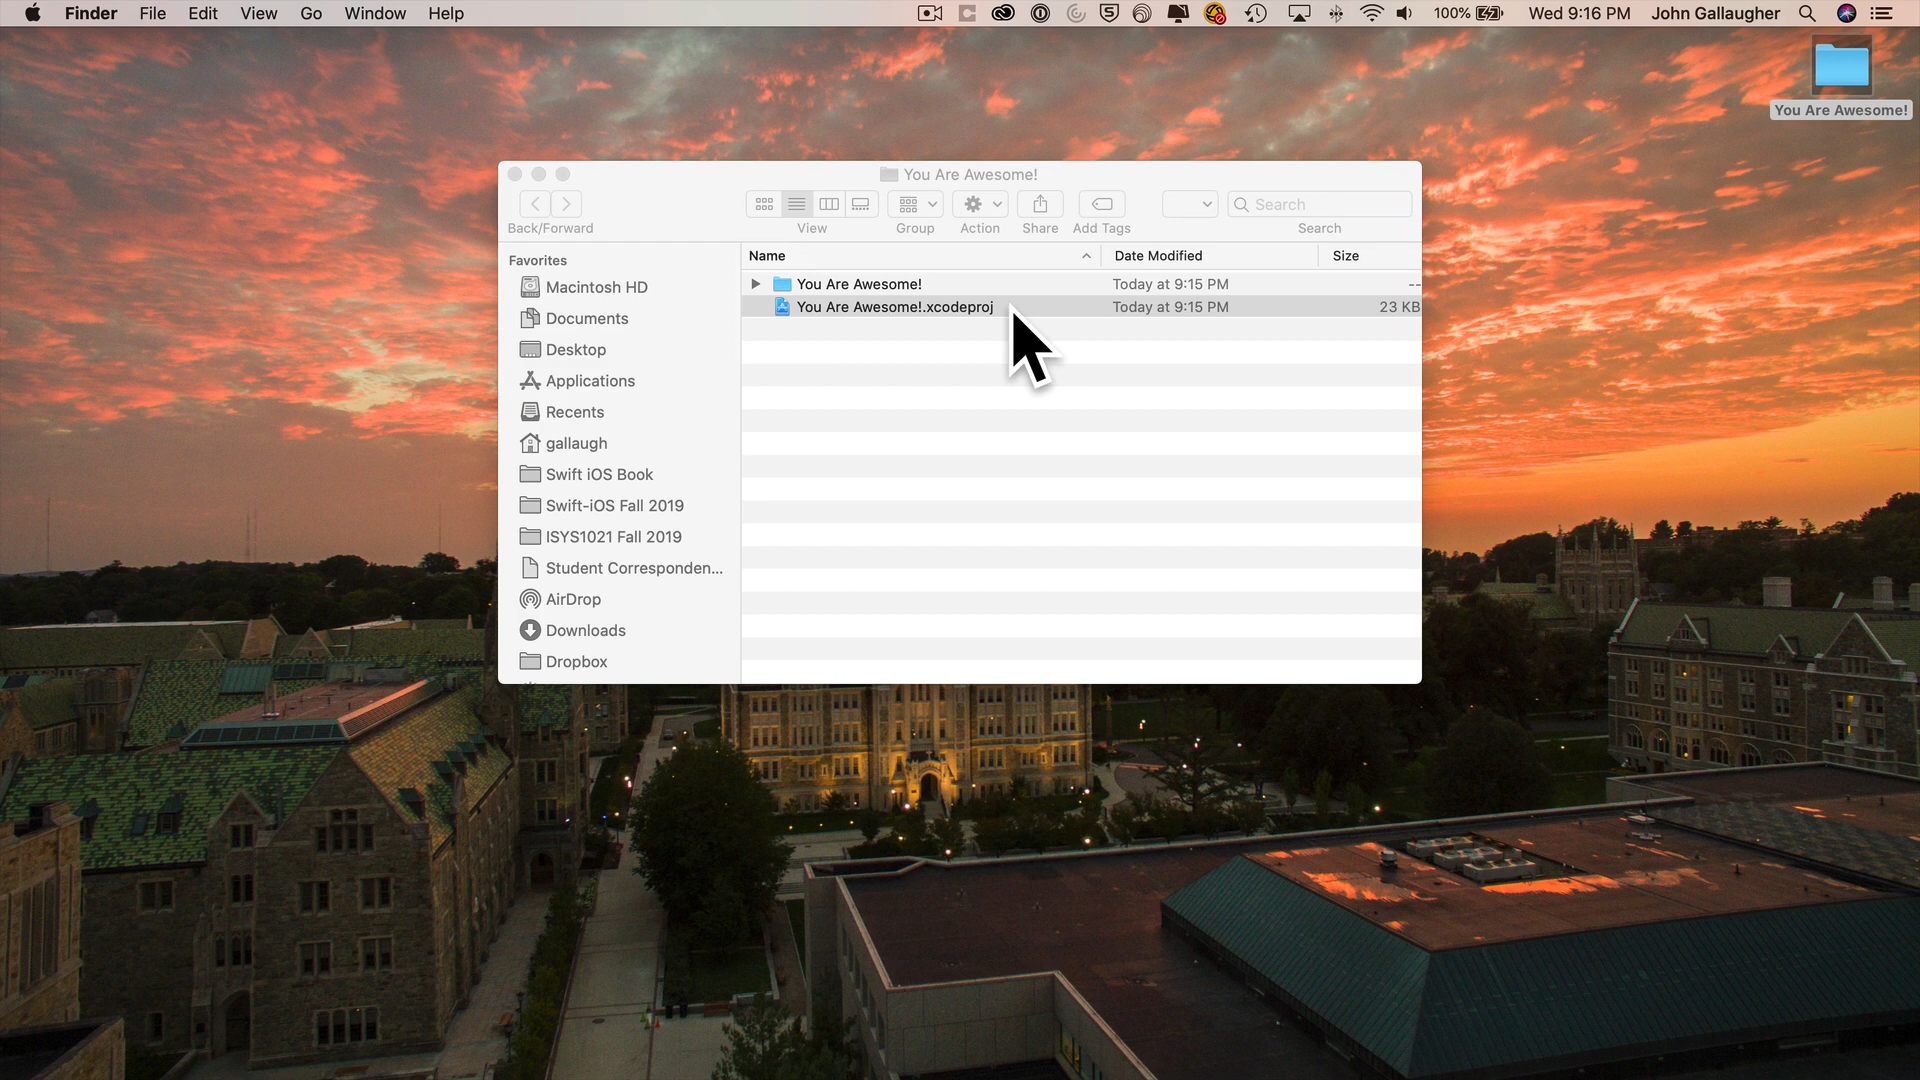 Finder File Edit View Go Window Help 100% Wed 9:16 PM John Gallaugher
You Are Awesome!
You Are Awesome!
Back/Forward View Group Action Share Add Tags Search
Search
Favorites
Macintosh HD
Documents
Desktop
Applications
Recents
gallaugh
Swift iOS Book
Swift-iOS Fall 2019
ISYS1021 Fall 2019
Student Corresponden...
AirDrop
Downloads
Dropbox
Name Date Modified Size
You Are Awesome! Today at 9:15 PM --
You Are Awesome!.xcodeproj Today at 9:15 PM 23 KB